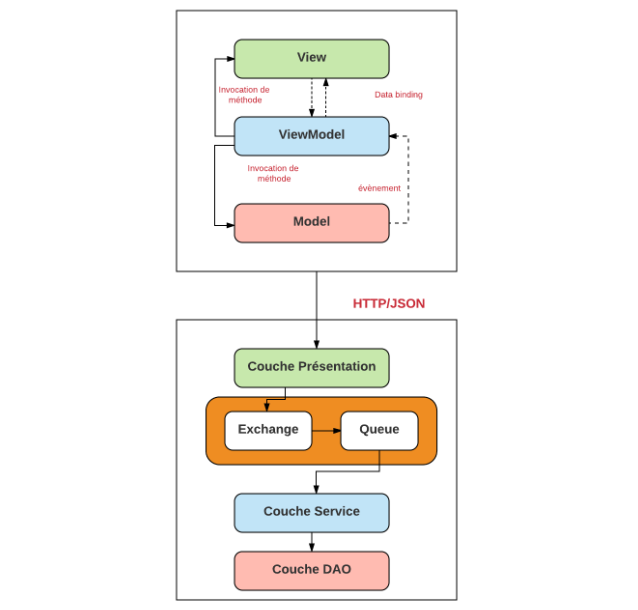 View
Invocation de
méthode
Data binding
ViewModel
Invocation de
méthode
évènement
Model
HTTP/JSON
Couche Présentation
Exchange
Queue
Couche Service
Couche DAO